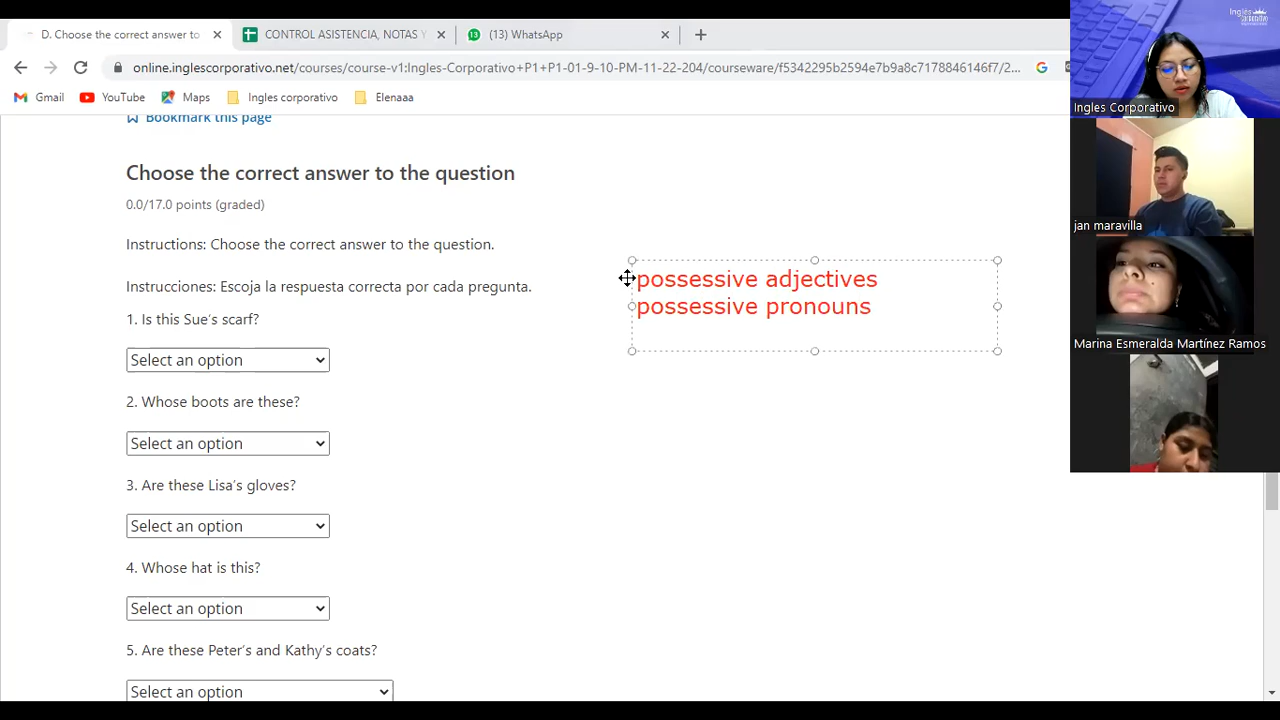 D. Choose the correct answer to
CONTROL ASISTENCIA, NOTAS Y
(13) WhatsApp
online.inglescorporativo.net/courses/course-v1:Ingles-Corporativo+P1+P1-01-9-10-PM-11-22-204/courseware/f5342295b2594e7b9a8c7178846146f7/2...
Gmail
YouTube
Maps
Ingles corporativo
Elenaaa
Bookmark this page
Choose the correct answer to the question
0.0/17.0 points (graded)
Instructions: Choose the correct answer to the question.
Instrucciones: Escoja la respuesta correcta por cada pregunta.
1. Is this Sue's scarf?
Select an option
2. Whose boots are these?
Select an option
3. Are these Lisa's gloves?
Select an option
4. Whose hat is this?
Select an option
5. Are these Peter's and Kathy's coats?
Select an option
possessive adjectives
possessive pronouns
Inglés
Corporativo
Ingles Corporativo
jan maravilla
Marina Esmeralda Martínez Ramos